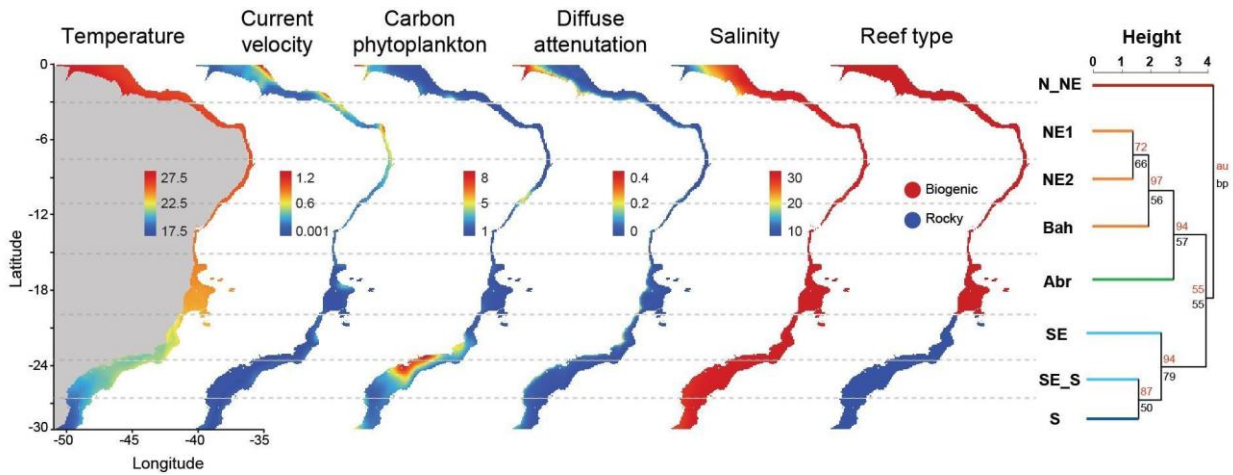 Temperature
Current
velocity
Carbon
phytoplankton
Diffuse
attenutation
Salinity
Reef type
Height
0 1 2 3 4
0
-6
-12
-18
-24
-30
Latitude
-50 -45 -40 -35
Longitude
27.5
22.5
17.5
1.2
0.6
0.001
8
5
1
0.4
0.2
0
30
20
10
Biogenic
Rocky
N_NE
NE1
NE2
Bah
Abr
SE
SE_S
S
au
bp
72
66
97
56
94
57
55
55
94
79
87
50